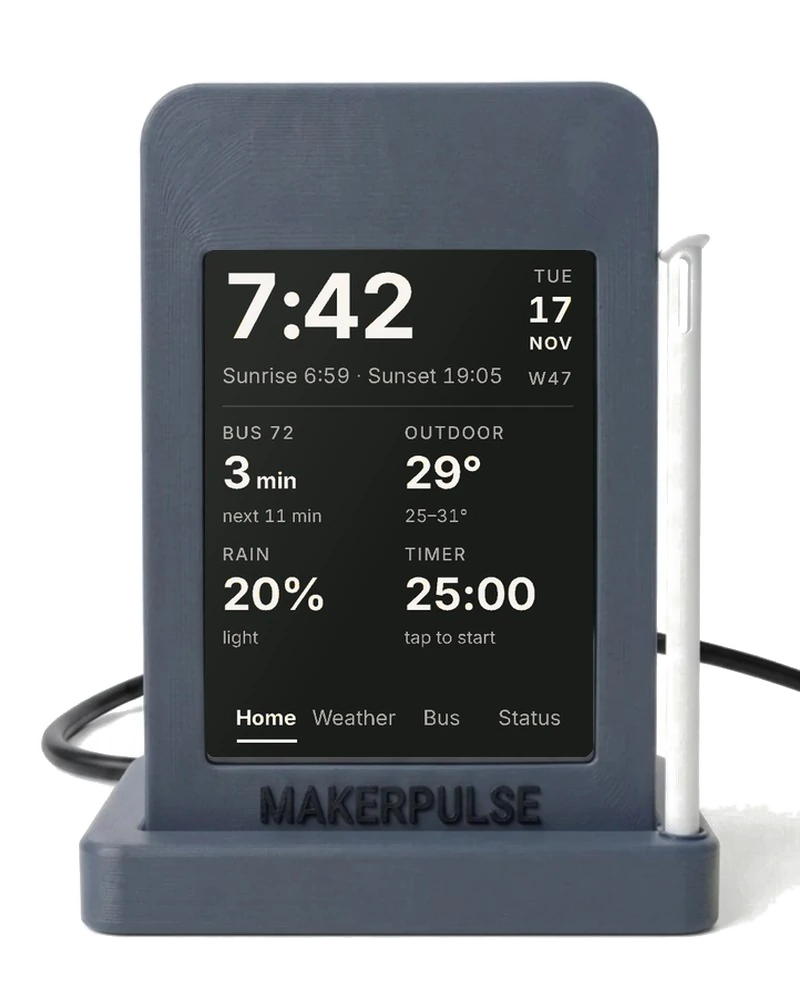 7:42
TUE
17
NOV
Sunrise 6:59 · Sunset 19:05
W47
BUS 72
3 min
next 11 min
OUTDOOR
29°
25–31°
RAIN
20%
light
TIMER
25:00
tap to start
Home Weather Bus Status
MAKERPULSE